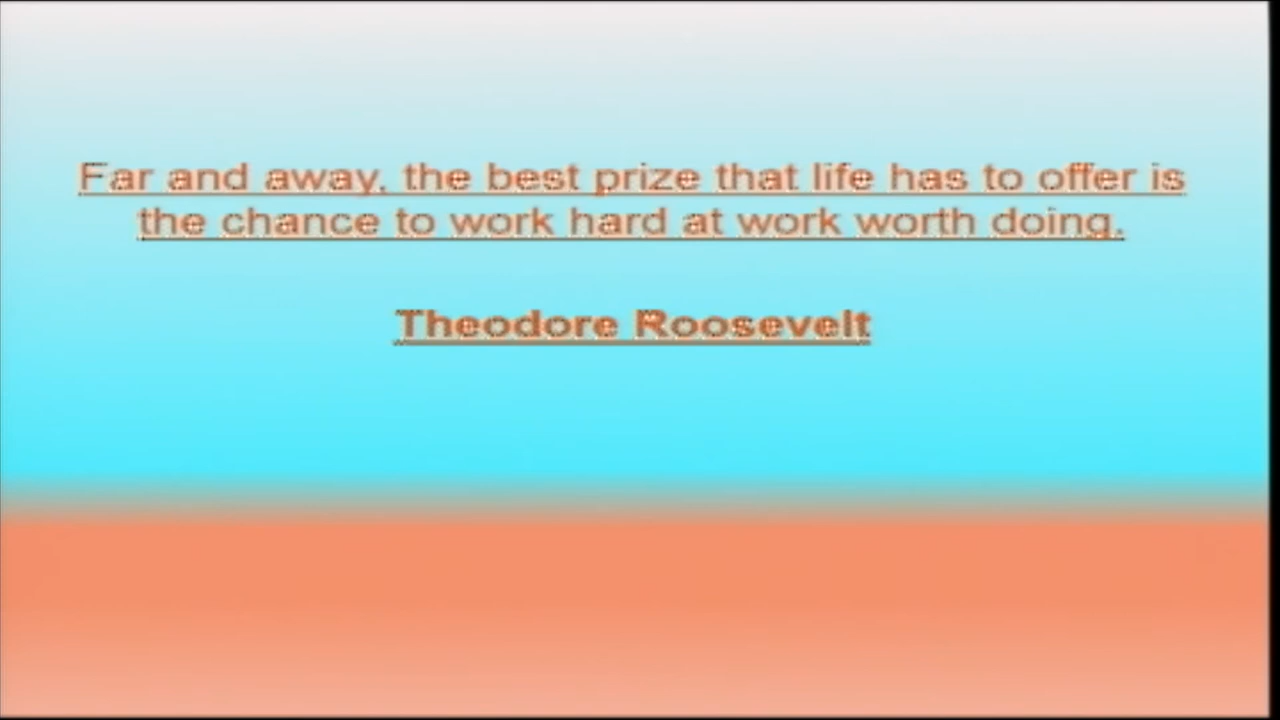 Far and away, the best prize that life has to offer is
the chance to work hard at work worth doing.
Theodore Roosevelt